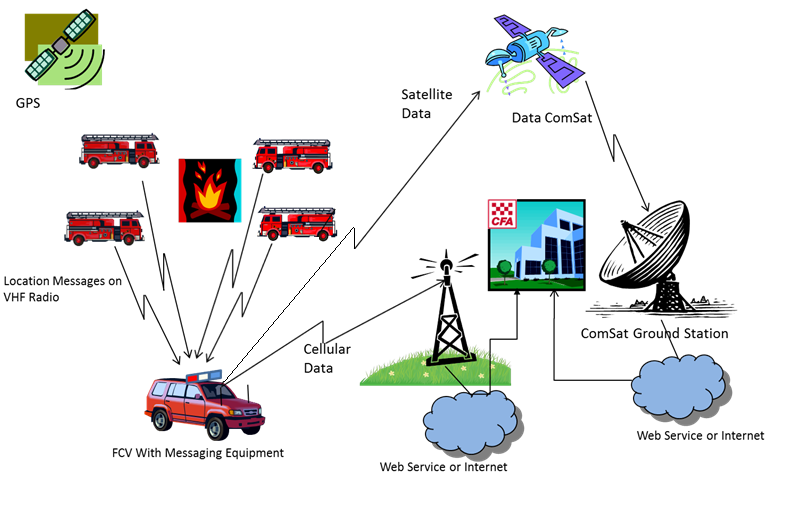 GPS
Satellite
Data
Data ComSat
CFA
Location Messages on
VHF Radio
Cellular
Data
ComSat Ground Station
FCV With Messaging Equipment
Web Service or Internet
Web Service or Internet